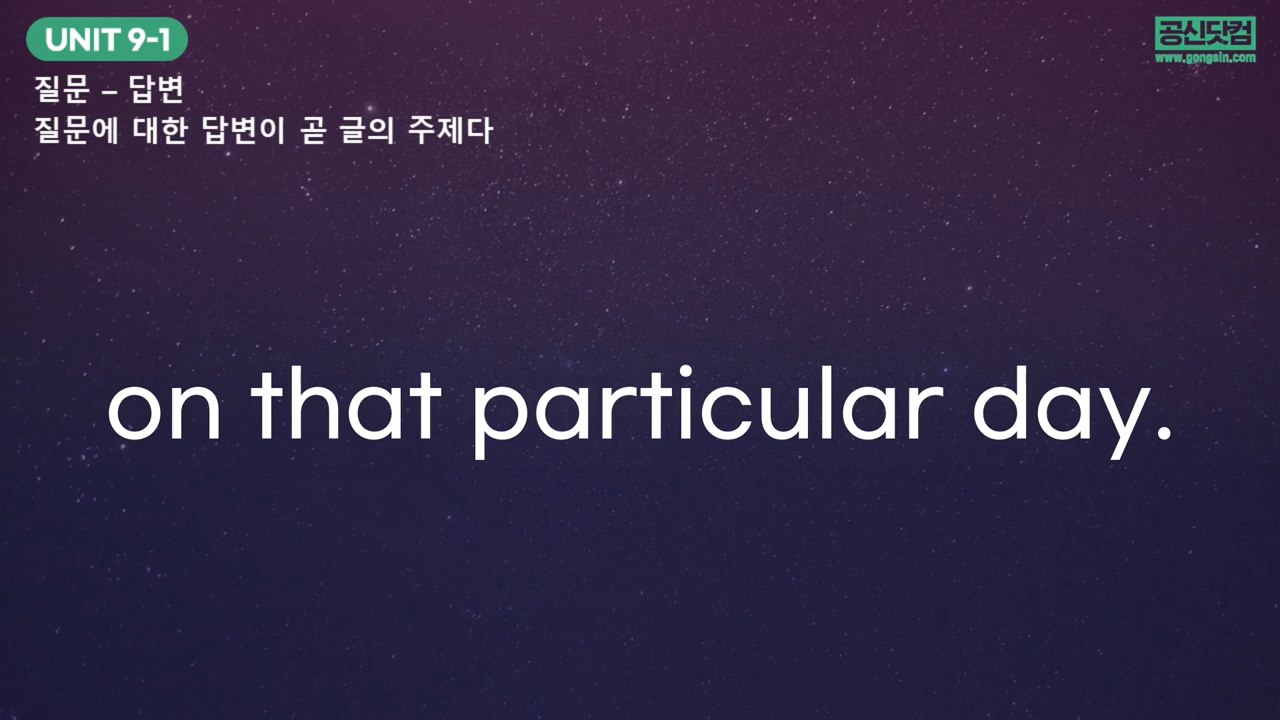 UNIT 9-1
공신닷컴
www.gongsin.com
질문 – 답변
질문에 대한 답변이 곧 글의 주제다
on that particular day.